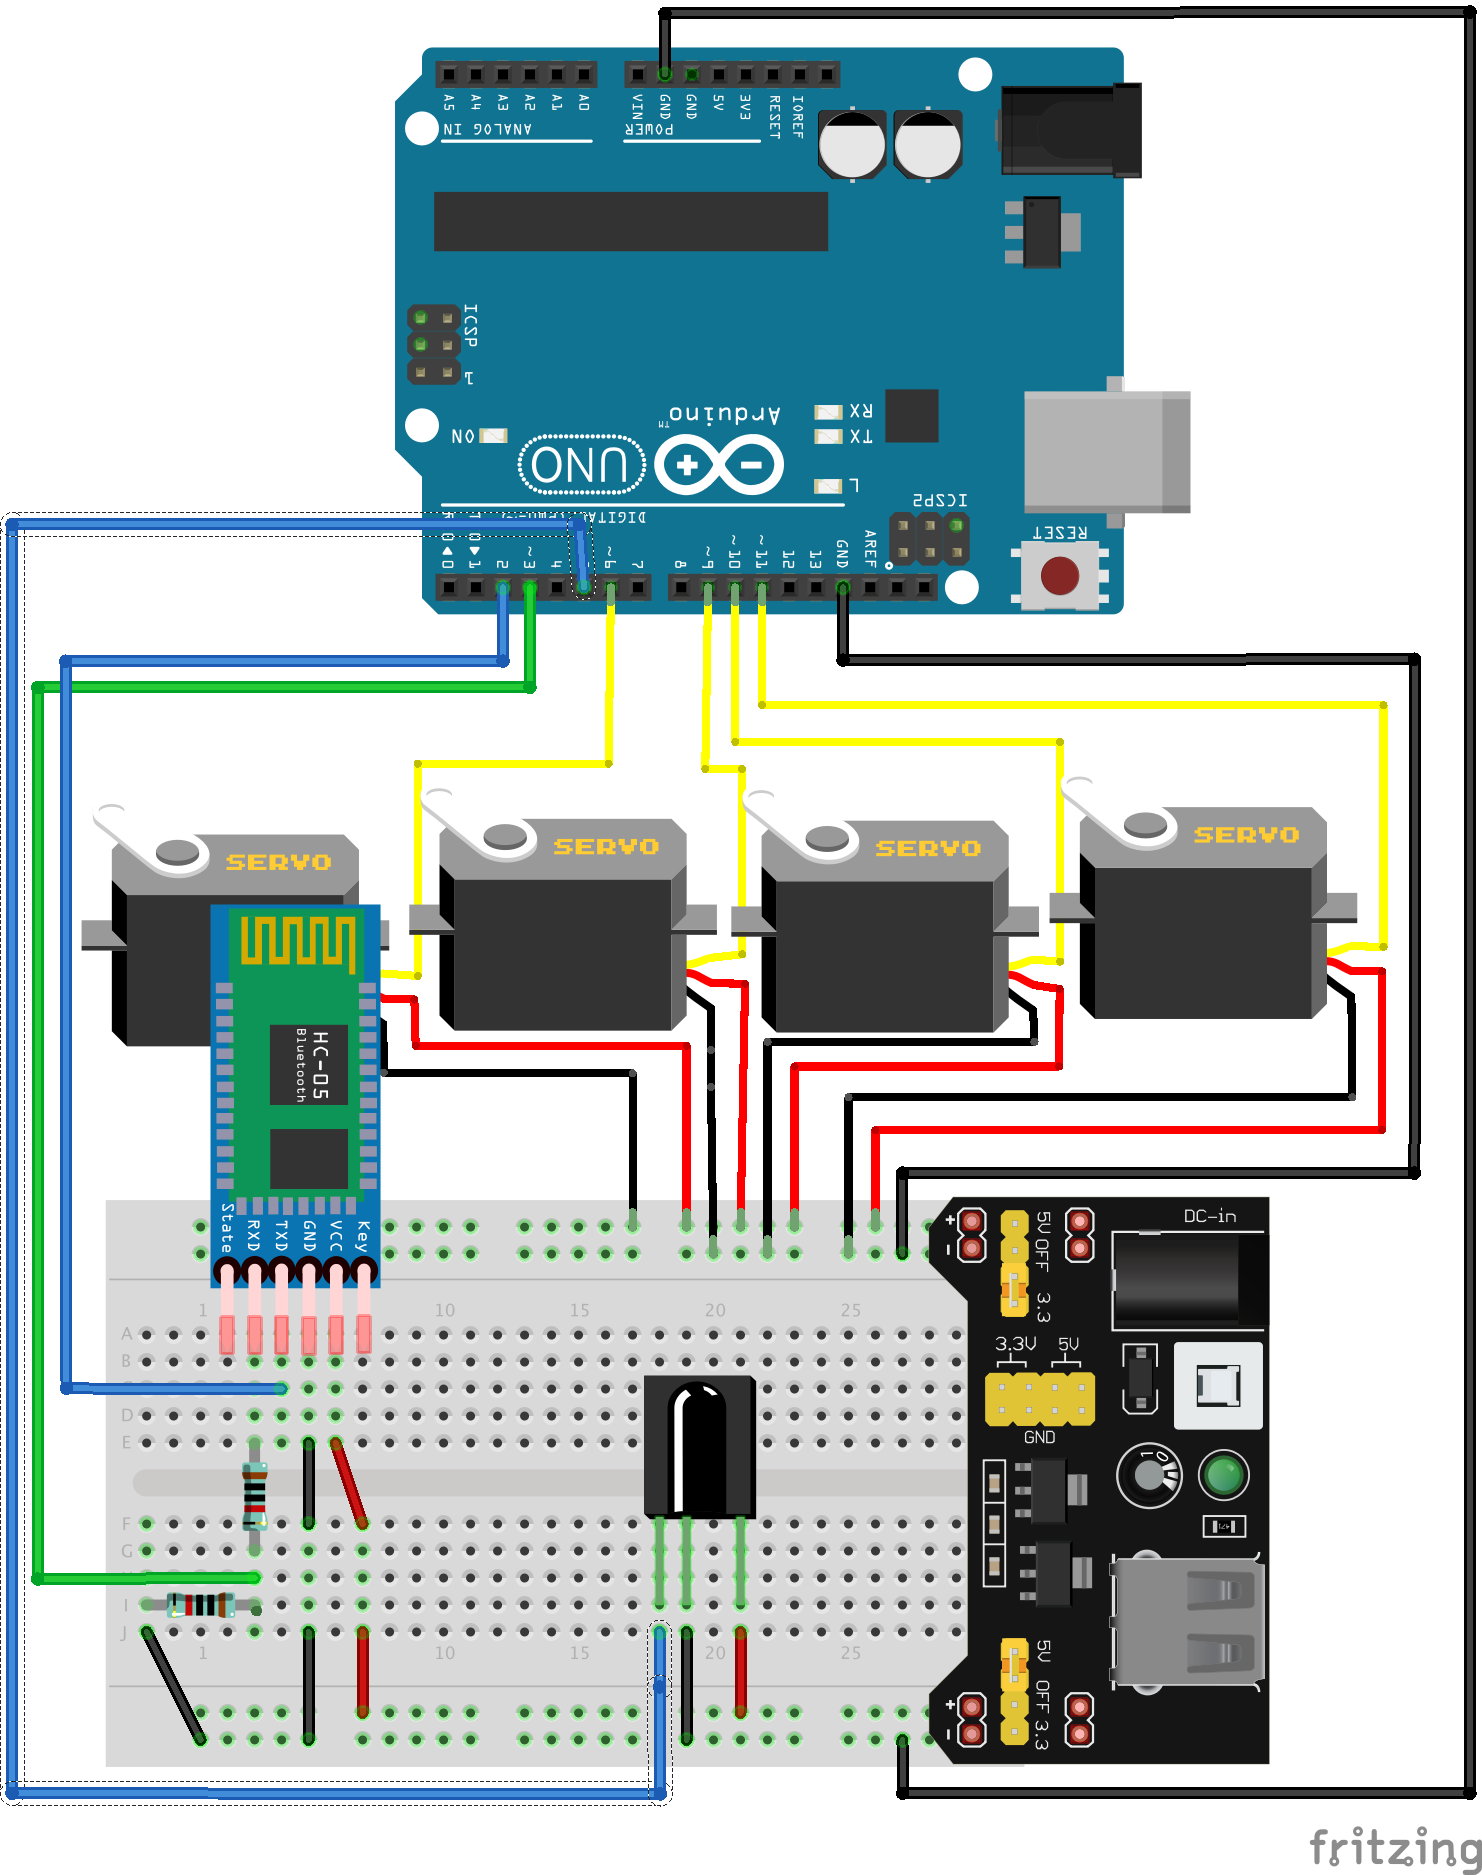 A5 A4 A3 A2 A1 A0
VIN GND GND 5V 3V3 RESET IOREF
ANALOG IN
POWER
ICSP
1
ON
UNO
Arduino
TM
RX
TX
L
ICSP2
DIGITAL
RESET
0 1 2 ~3 4 ~6 7
8 ~9 ~10 ~11 12 13 GND AREF
SERVO
SERVO
SERVO
SERVO
HC-05
Bluetooth
State RXD TXD GND VCC Key
1 10 15 20 25
A
B
D
E
F
G
I
J
1 10 15 20 25
DC-in
+
-
5V OFF 3.3
3.3V 5V
GND
1 0
471
5V OFF 3.3
+
-
fritzing